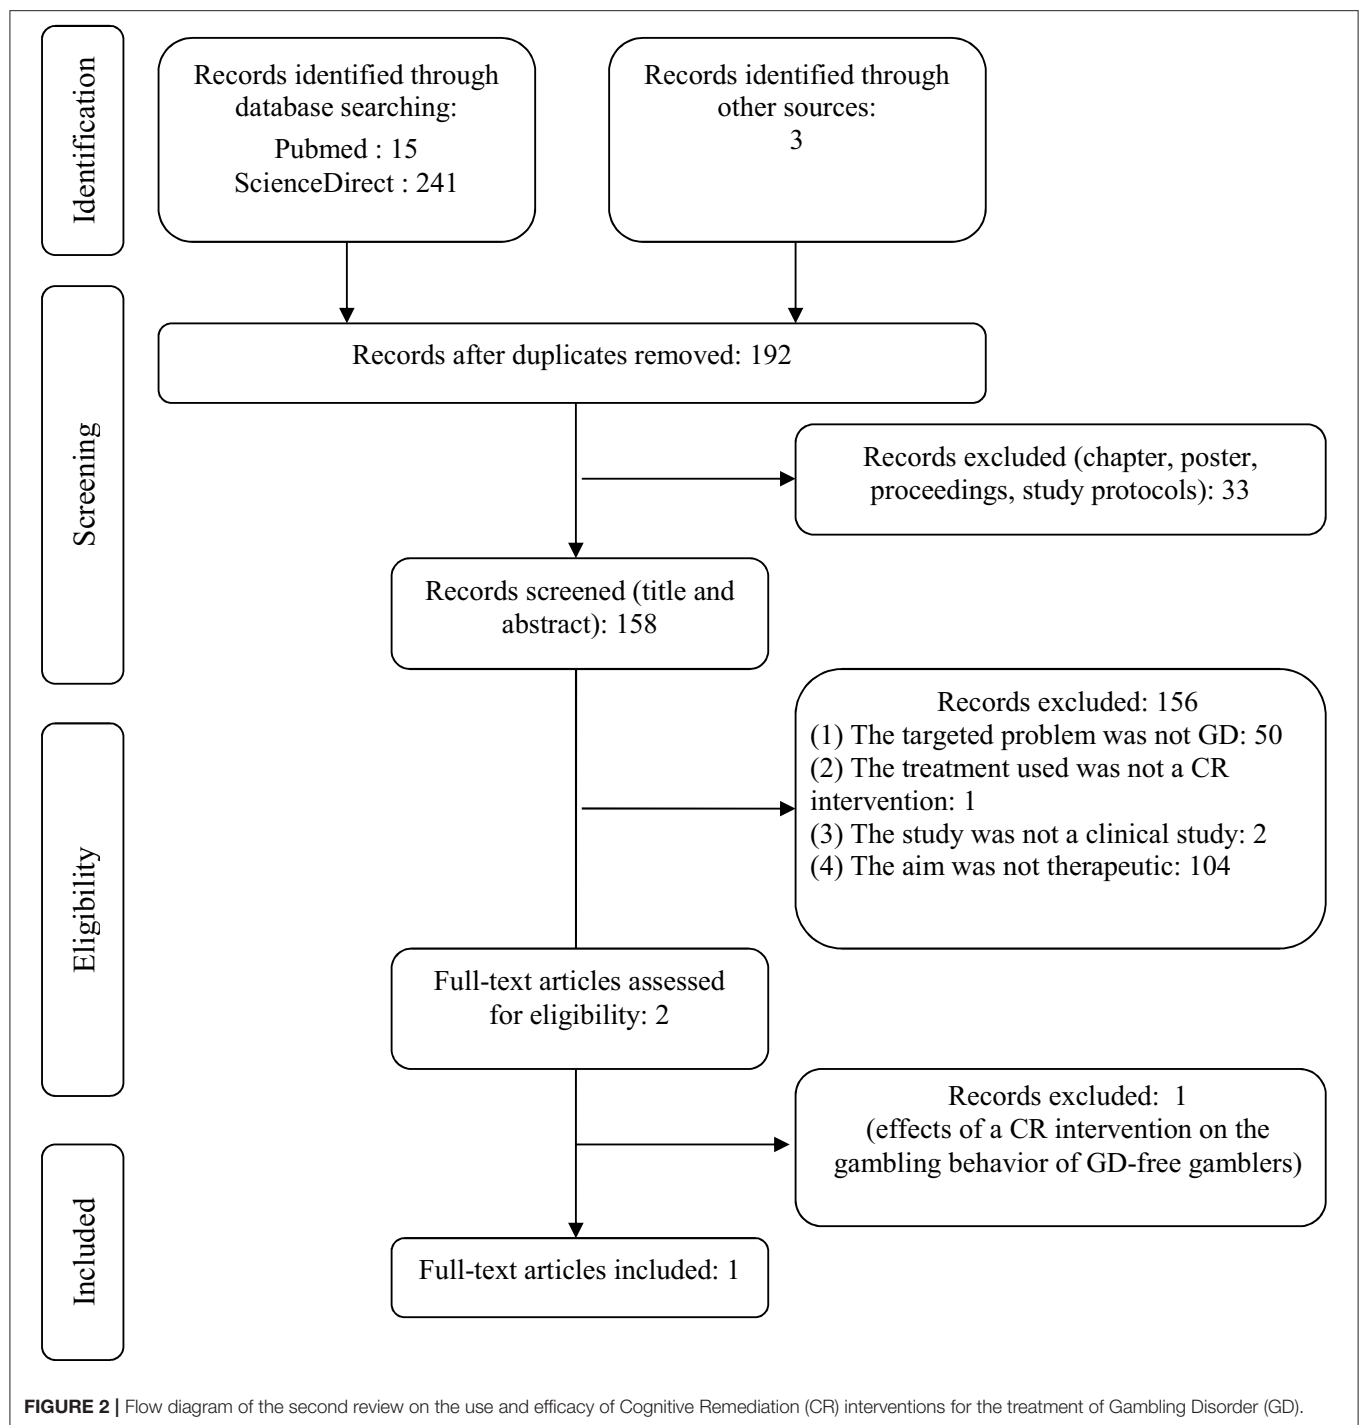 Identification
Records identified through
database searching:
Pubmed : 15
ScienceDirect : 241
Records identified through
other sources:
3
Screening
Records after duplicates removed: 192
Records excluded (chapter, poster,
proceedings, study protocols): 33
Records screened (title and
abstract): 158
Eligibility
Records excluded: 156
(1) The targeted problem was not GD: 50
(2) The treatment used was not a CR
intervention: 1
(3) The study was not a clinical study: 2
(4) The aim was not therapeutic: 104
Full-text articles assessed
for eligibility: 2
Records excluded: 1
(effects of a CR intervention on the
gambling behavior of GD-free gamblers)
Included
Full-text articles included: 1
FIGURE 2 | Flow diagram of the second review on the use and efficacy of Cognitive Remediation (CR) interventions for the treatment of Gambling Disorder (GD).